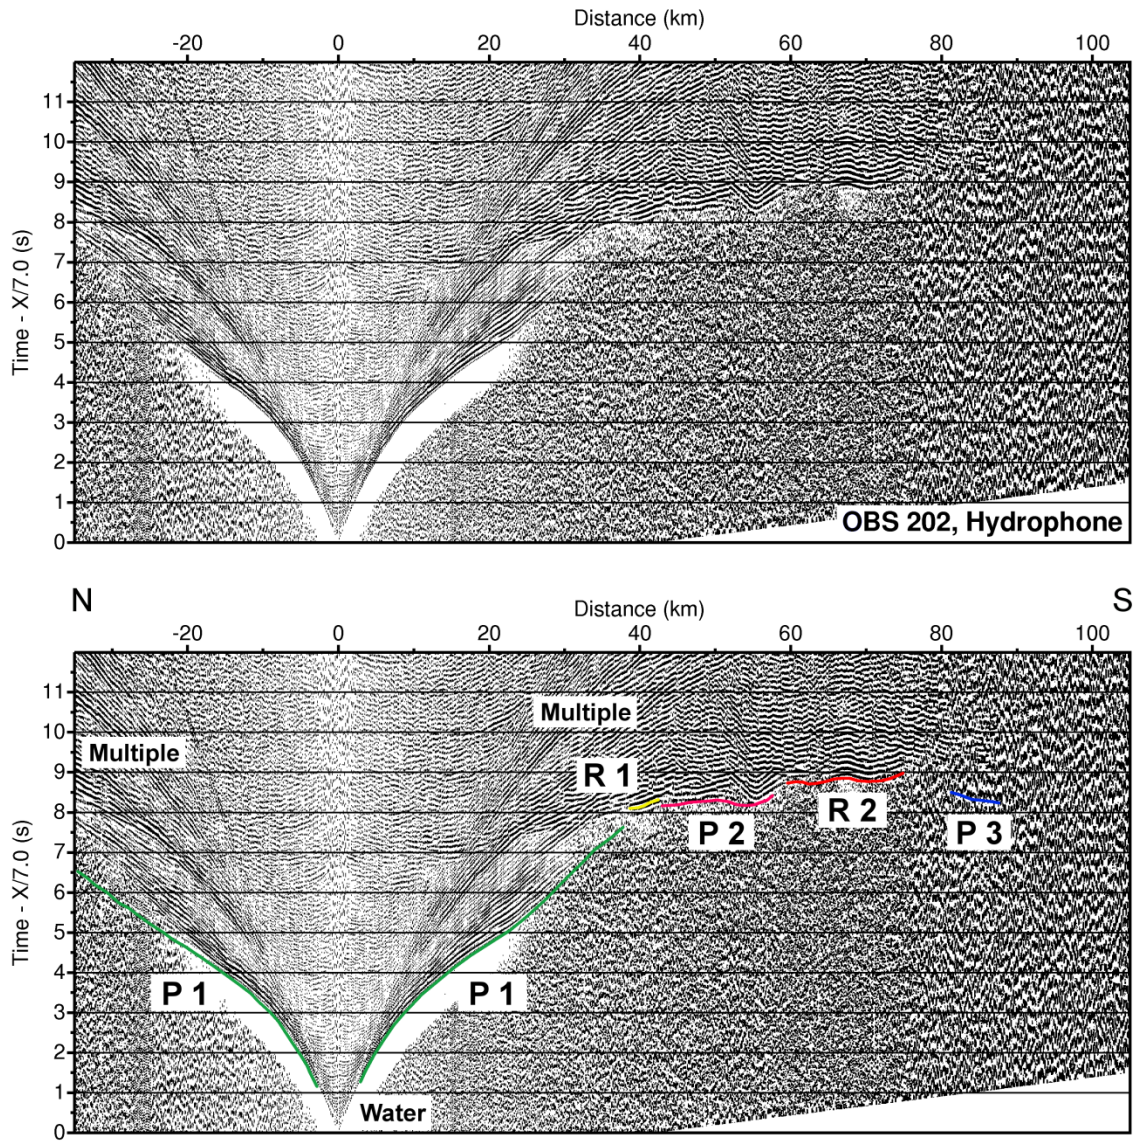 Distance (km)
-20 0 20 40 60 80 100
11
10
9
8
7
6
5
4
3
2
1
0
Time - X/7.0 (s)
OBS 202, Hydrophone
N S
Distance (km)
-20 0 20 40 60 80 100
11
10
9
8
7
6
5
4
3
2
1
0
Time - X/7.0 (s)
Multiple
Multiple
R 1
P 2
R 2
P 3
P 1
P 1
Water